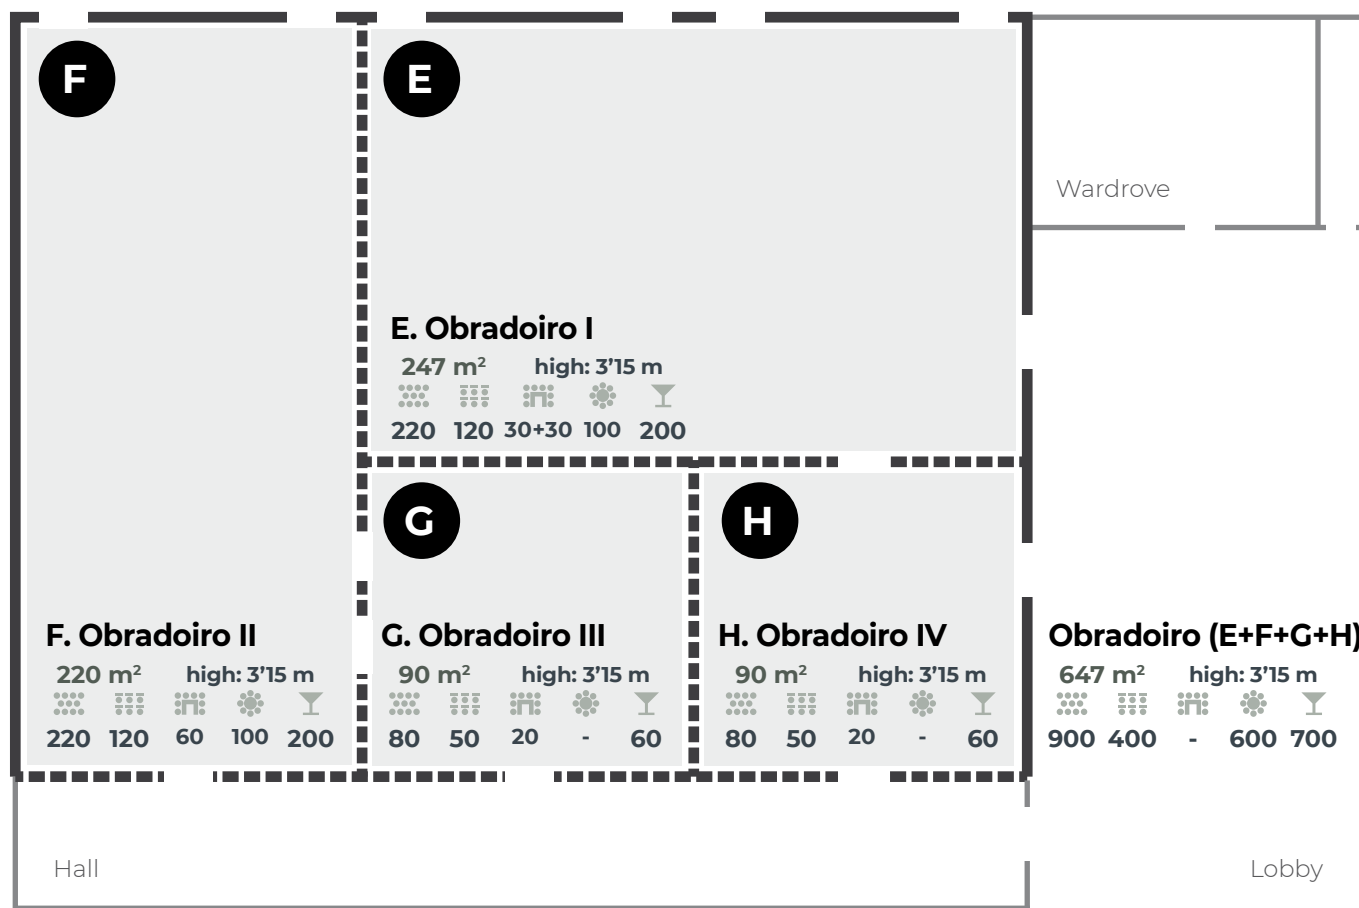 F
E
Wardrove
E. Obradoiro I
247 m² high: 3’15 m
220 120 30+30 100 200
G
H
F. Obradoiro II
220 m² high: 3’15 m
220 120 60 100 200
G. Obradoiro III
90 m² high: 3’15 m
80 50 20 - 60
H. Obradoiro IV
90 m² high: 3’15 m
80 50 20 - 60
Obradoiro (E+F+G+H)
647 m² high: 3’15 m
900 400 - 600 700
Hall
Lobby